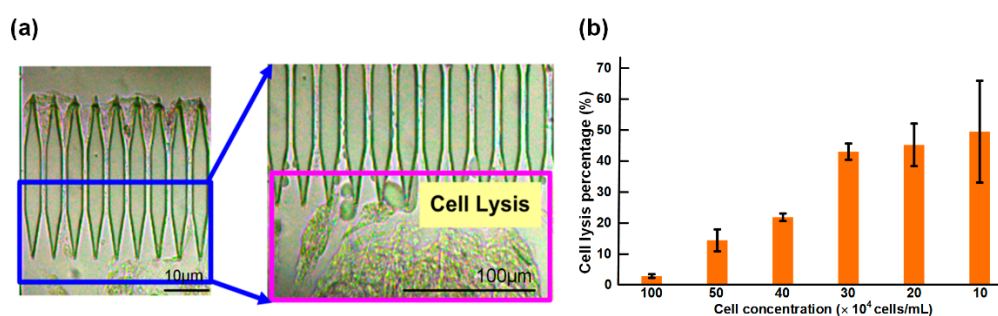 (a)
10µm
Cell Lysis
100µm
(b)
Cell lysis percentage (%)
70
60
50
40
30
20
10
0
100 50 40 30 20 10
Cell concentration (× 10⁴ cells/mL)